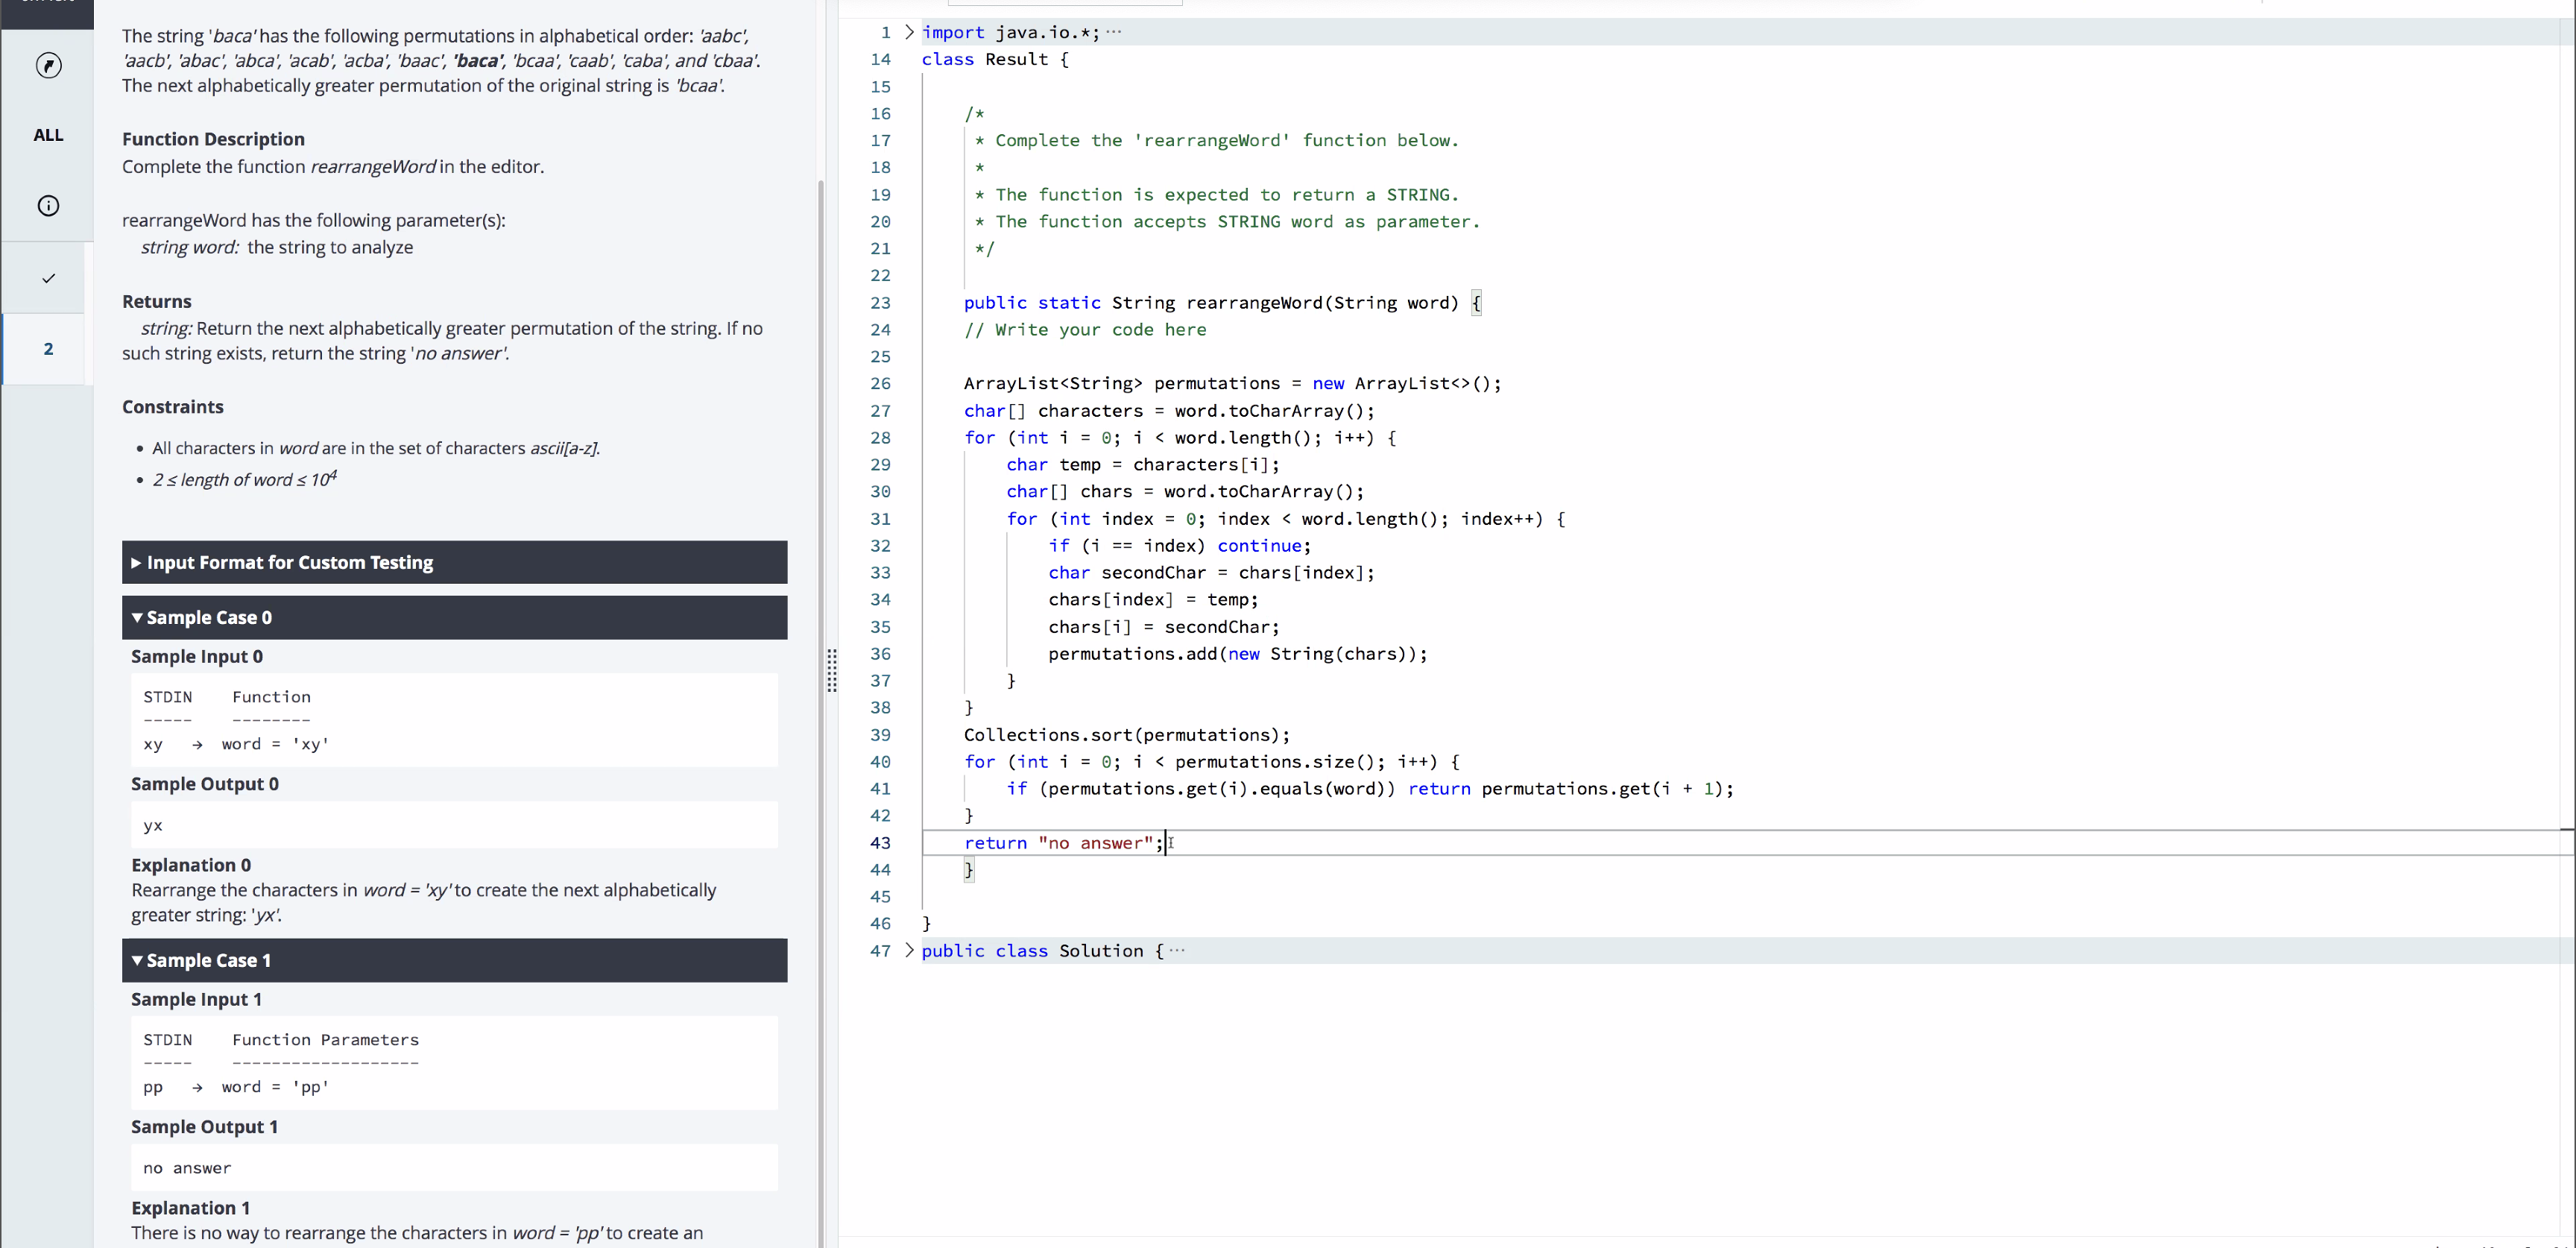 The string 'baca' has the following permutations in alphabetical order: 'aabc',
'aacb', 'abac', 'abca', 'acab', 'acba', 'baac', 'baca', 'bcaa', 'caab', 'caba', and 'cbaa'.
The next alphabetically greater permutation of the original string is 'bcaa'.
ALL
Function Description
Complete the function rearrangeWord in the editor.
rearrangeWord has the following parameter(s):
string word: the string to analyze
Returns
string: Return the next alphabetically greater permutation of the string. If no
such string exists, return the string 'no answer'.
2
Constraints
• All characters in word are in the set of characters ascii[a-z].
• 2 ≤ length of word ≤ 10^4
▶ Input Format for Custom Testing
▼ Sample Case 0
Sample Input 0
STDIN Function
----- --------
xy → word = 'xy'
Sample Output 0
yx
Explanation 0
Rearrange the characters in word = 'xy' to create the next alphabetically
greater string: 'yx'.
▼ Sample Case 1
Sample Input 1
STDIN Function Parameters
----- -------------------
pp → word = 'pp'
Sample Output 1
no answer
Explanation 1
There is no way to rearrange the characters in word = 'pp' to create an
1 > import java.io.*; ...
14 class Result {
15
16 /*
17 * Complete the 'rearrangeWord' function below.
18 *
19 * The function is expected to return a STRING.
20 * The function accepts STRING word as parameter.
21 */
22
23 public static String rearrangeWord(String word) {
24 // Write your code here
25
26 ArrayList<String> permutations = new ArrayList<>();
27 char[] characters = word.toCharArray();
28 for (int i = 0; i < word.length(); i++) {
29 char temp = characters[i];
30 char[] chars = word.toCharArray();
31 for (int index = 0; index < word.length(); index++) {
32 if (i == index) continue;
33 char secondChar = chars[index];
34 chars[index] = temp;
35 chars[i] = secondChar;
36 permutations.add(new String(chars));
37 }
38 }
39 Collections.sort(permutations);
40 for (int i = 0; i < permutations.size(); i++) {
41 if (permutations.get(i).equals(word)) return permutations.get(i + 1);
42 }
43 return "no answer";
44 }
45
46 }
47 > public class Solution { ...